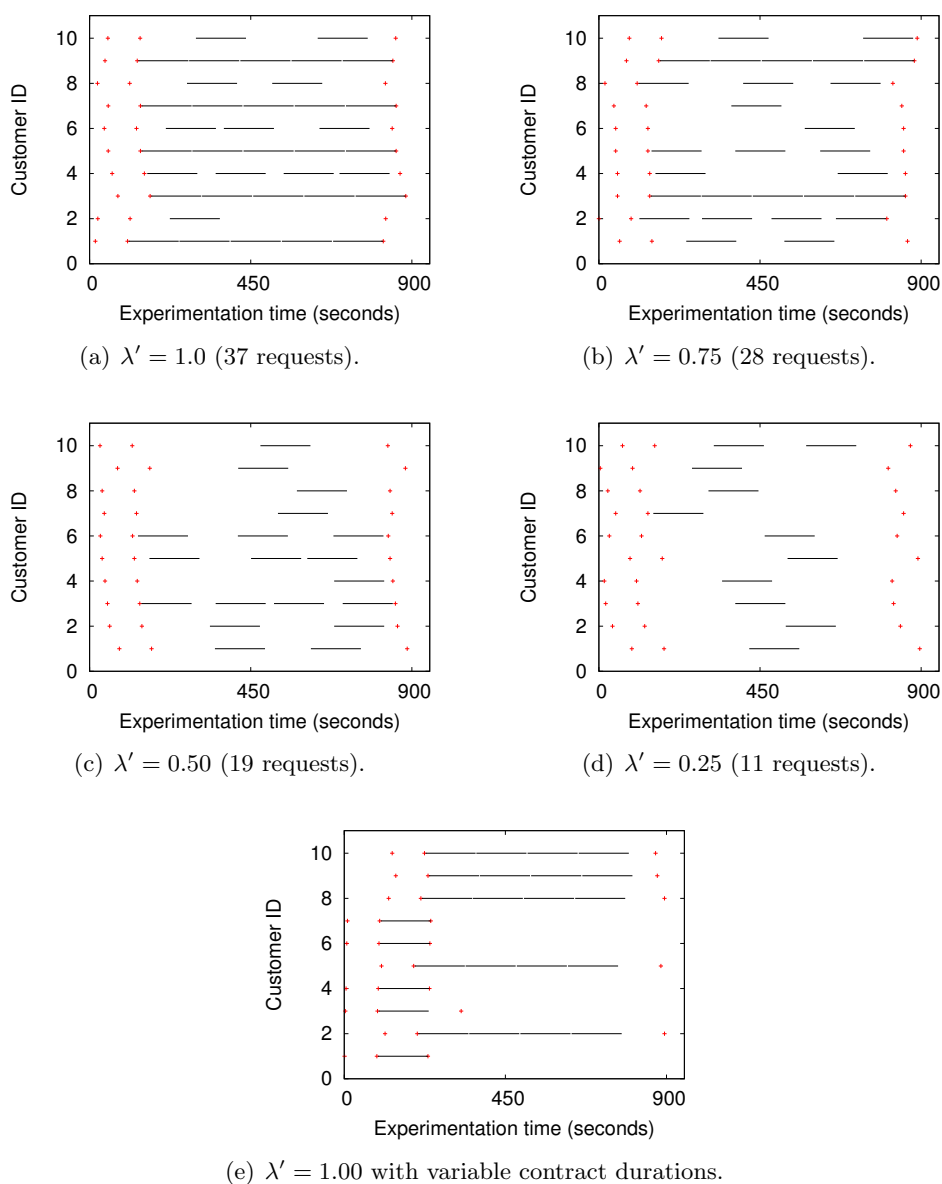 10
8
6
4
2
0
Customer ID
0 450 900
Experimentation time (seconds)
(a) λ′ = 1.0 (37 requests).
10
8
6
4
2
0
Customer ID
0 450 900
Experimentation time (seconds)
(b) λ′ = 0.75 (28 requests).
10
8
6
4
2
0
Customer ID
0 450 900
Experimentation time (seconds)
(c) λ′ = 0.50 (19 requests).
10
8
6
4
2
0
Customer ID
0 450 900
Experimentation time (seconds)
(d) λ′ = 0.25 (11 requests).
10
8
6
4
2
0
Customer ID
0 450 900
Experimentation time (seconds)
(e) λ′ = 1.00 with variable contract durations.